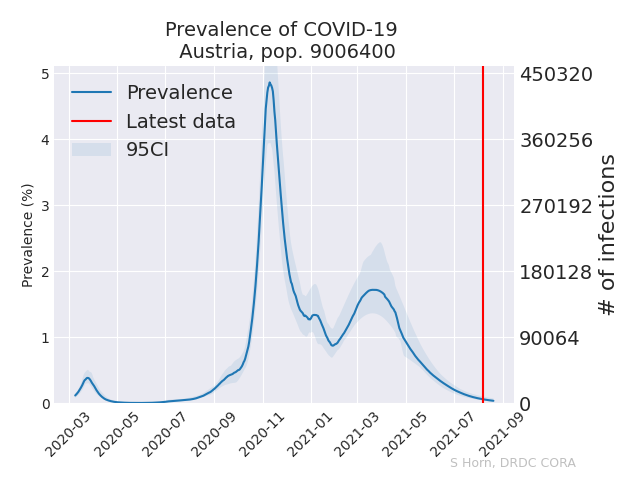 Prevalence of COVID-19
Austria, pop. 9006400
Prevalence
Latest data
95CI
Prevalence (%)
5
4
3
2
1
0
450320
360256
270192
180128
90064
0
# of infections
2020-03
2020-05
2020-07
2020-09
2020-11
2021-01
2021-03
2021-05
2021-07
2021-09
S Horn, DRDC CORA